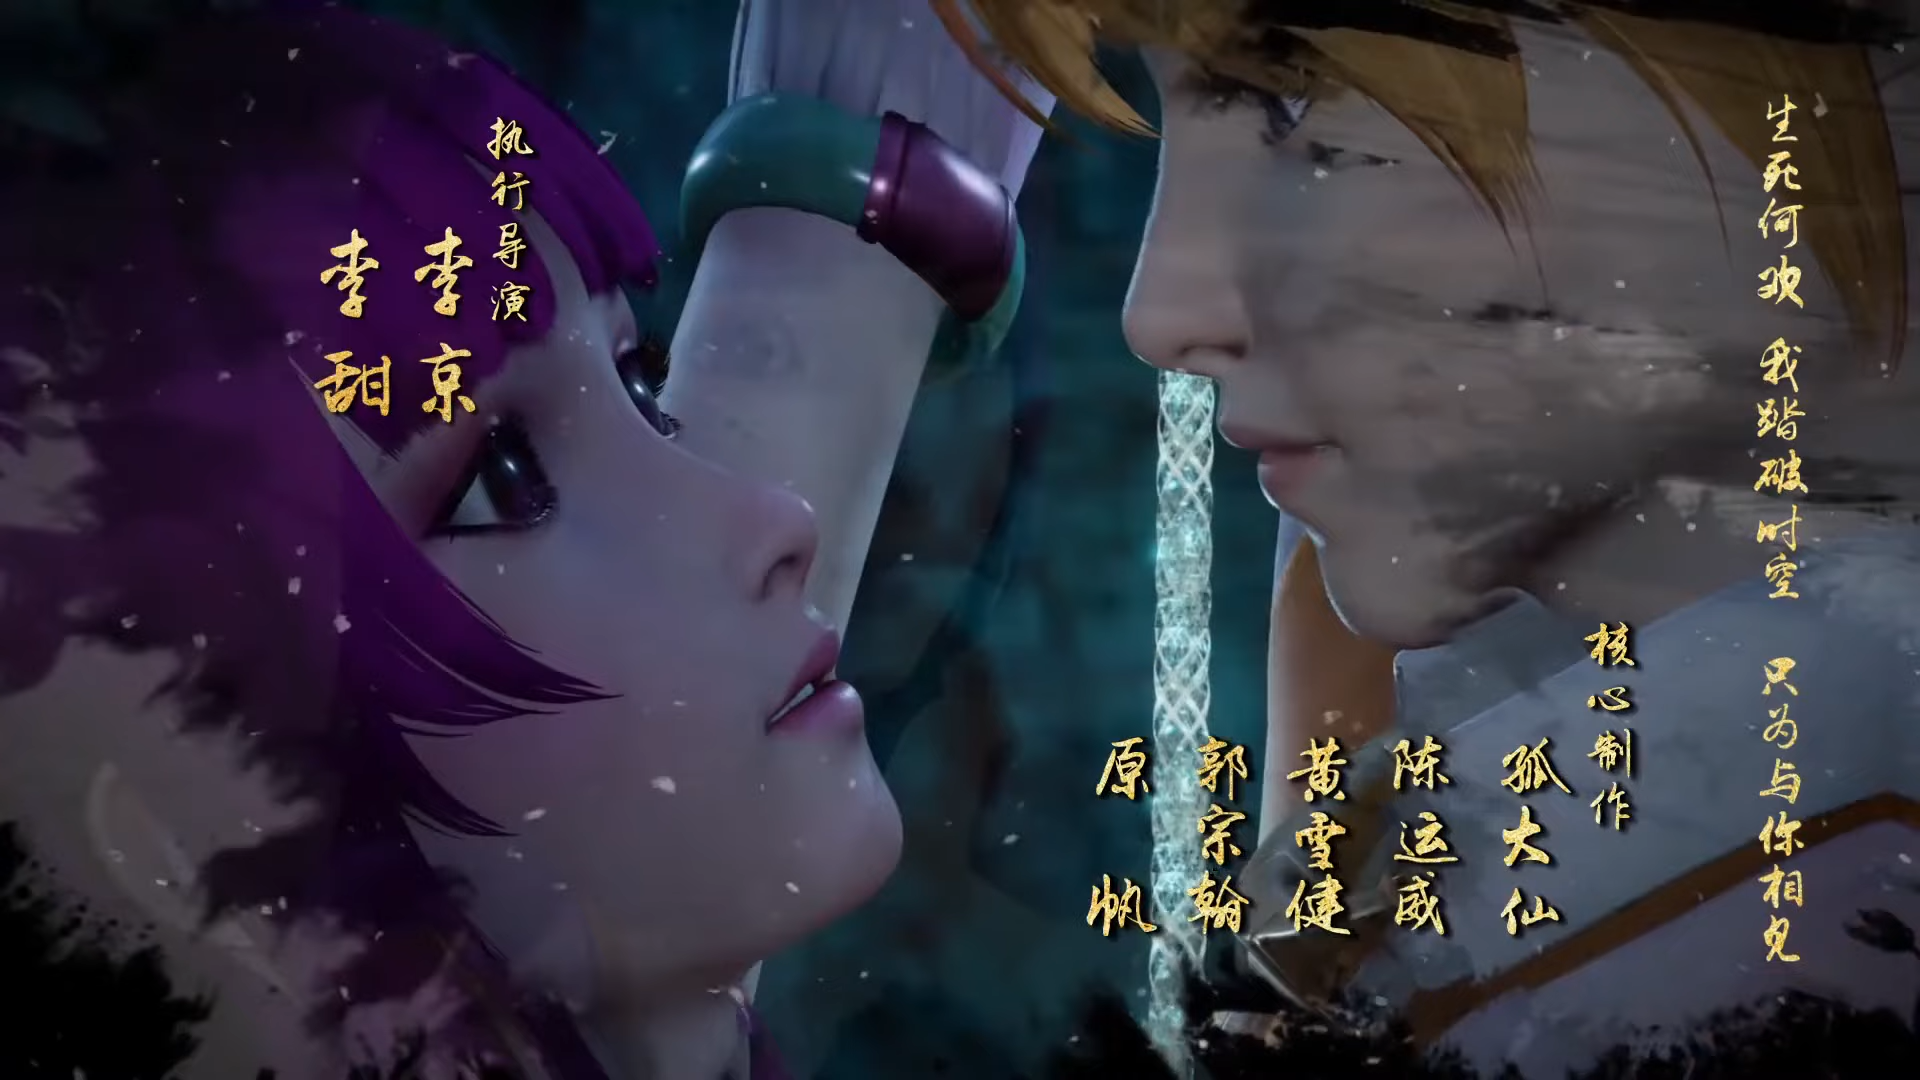 生死何欢 我踏破时空 只为与你相见
核心制作
孤大仙
陈运威
黄雪健
郭宗翰
原帆
执行导演
李京
李甜